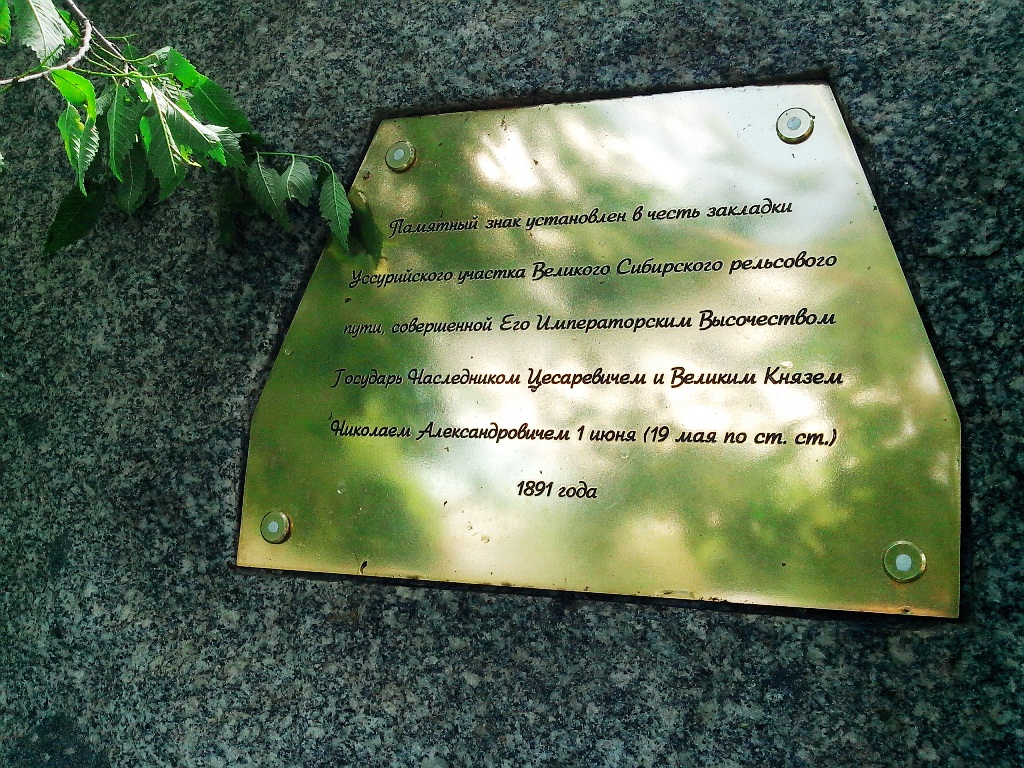 Памятный знак установлен в честь закладки
Уссурийского участка Великого Сибирского рельсового
пути, совершенной Его Императорским Высочеством
Государь Наследником Цесаревичем и Великим Князем
Николаем Александровичем 1 июня (19 мая по ст. ст.)
1891 года